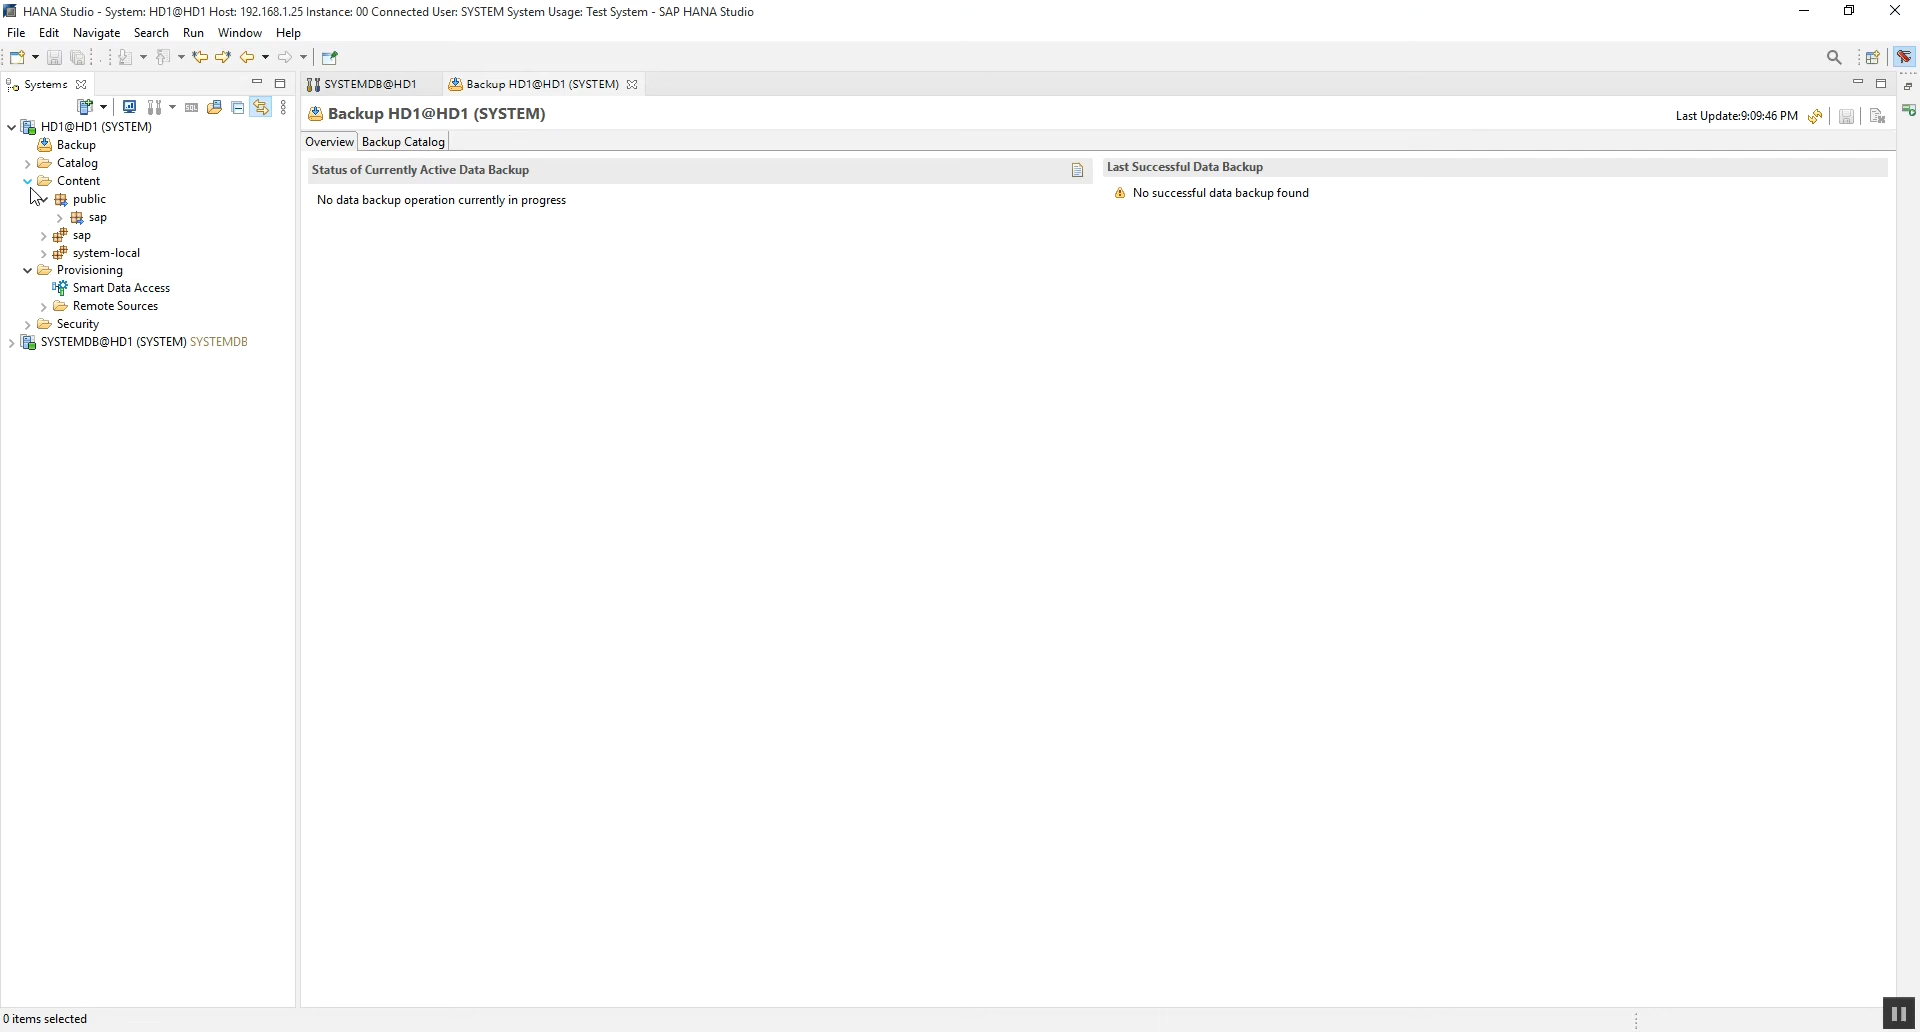 HANA Studio - System: HD1@HD1 Host: 192.168.1.25 Instance: 00 Connected User: SYSTEM System Usage: Test System - SAP HANA Studio
File Edit Navigate Search Run Window Help
Systems
SYSTEMDB@HD1
Backup HD1@HD1 (SYSTEM)
SQL
HD1@HD1 (SYSTEM)
Backup
Catalog
Content
public
sap
sap
system-local
Provisioning
Smart Data Access
Remote Sources
Security
SYSTEMDB@HD1 (SYSTEM) SYSTEMDB
Backup HD1@HD1 (SYSTEM)
Last Update:9:09:46 PM
Overview Backup Catalog
Status of Currently Active Data Backup
No data backup operation currently in progress
Last Successful Data Backup
No successful data backup found
0 items selected